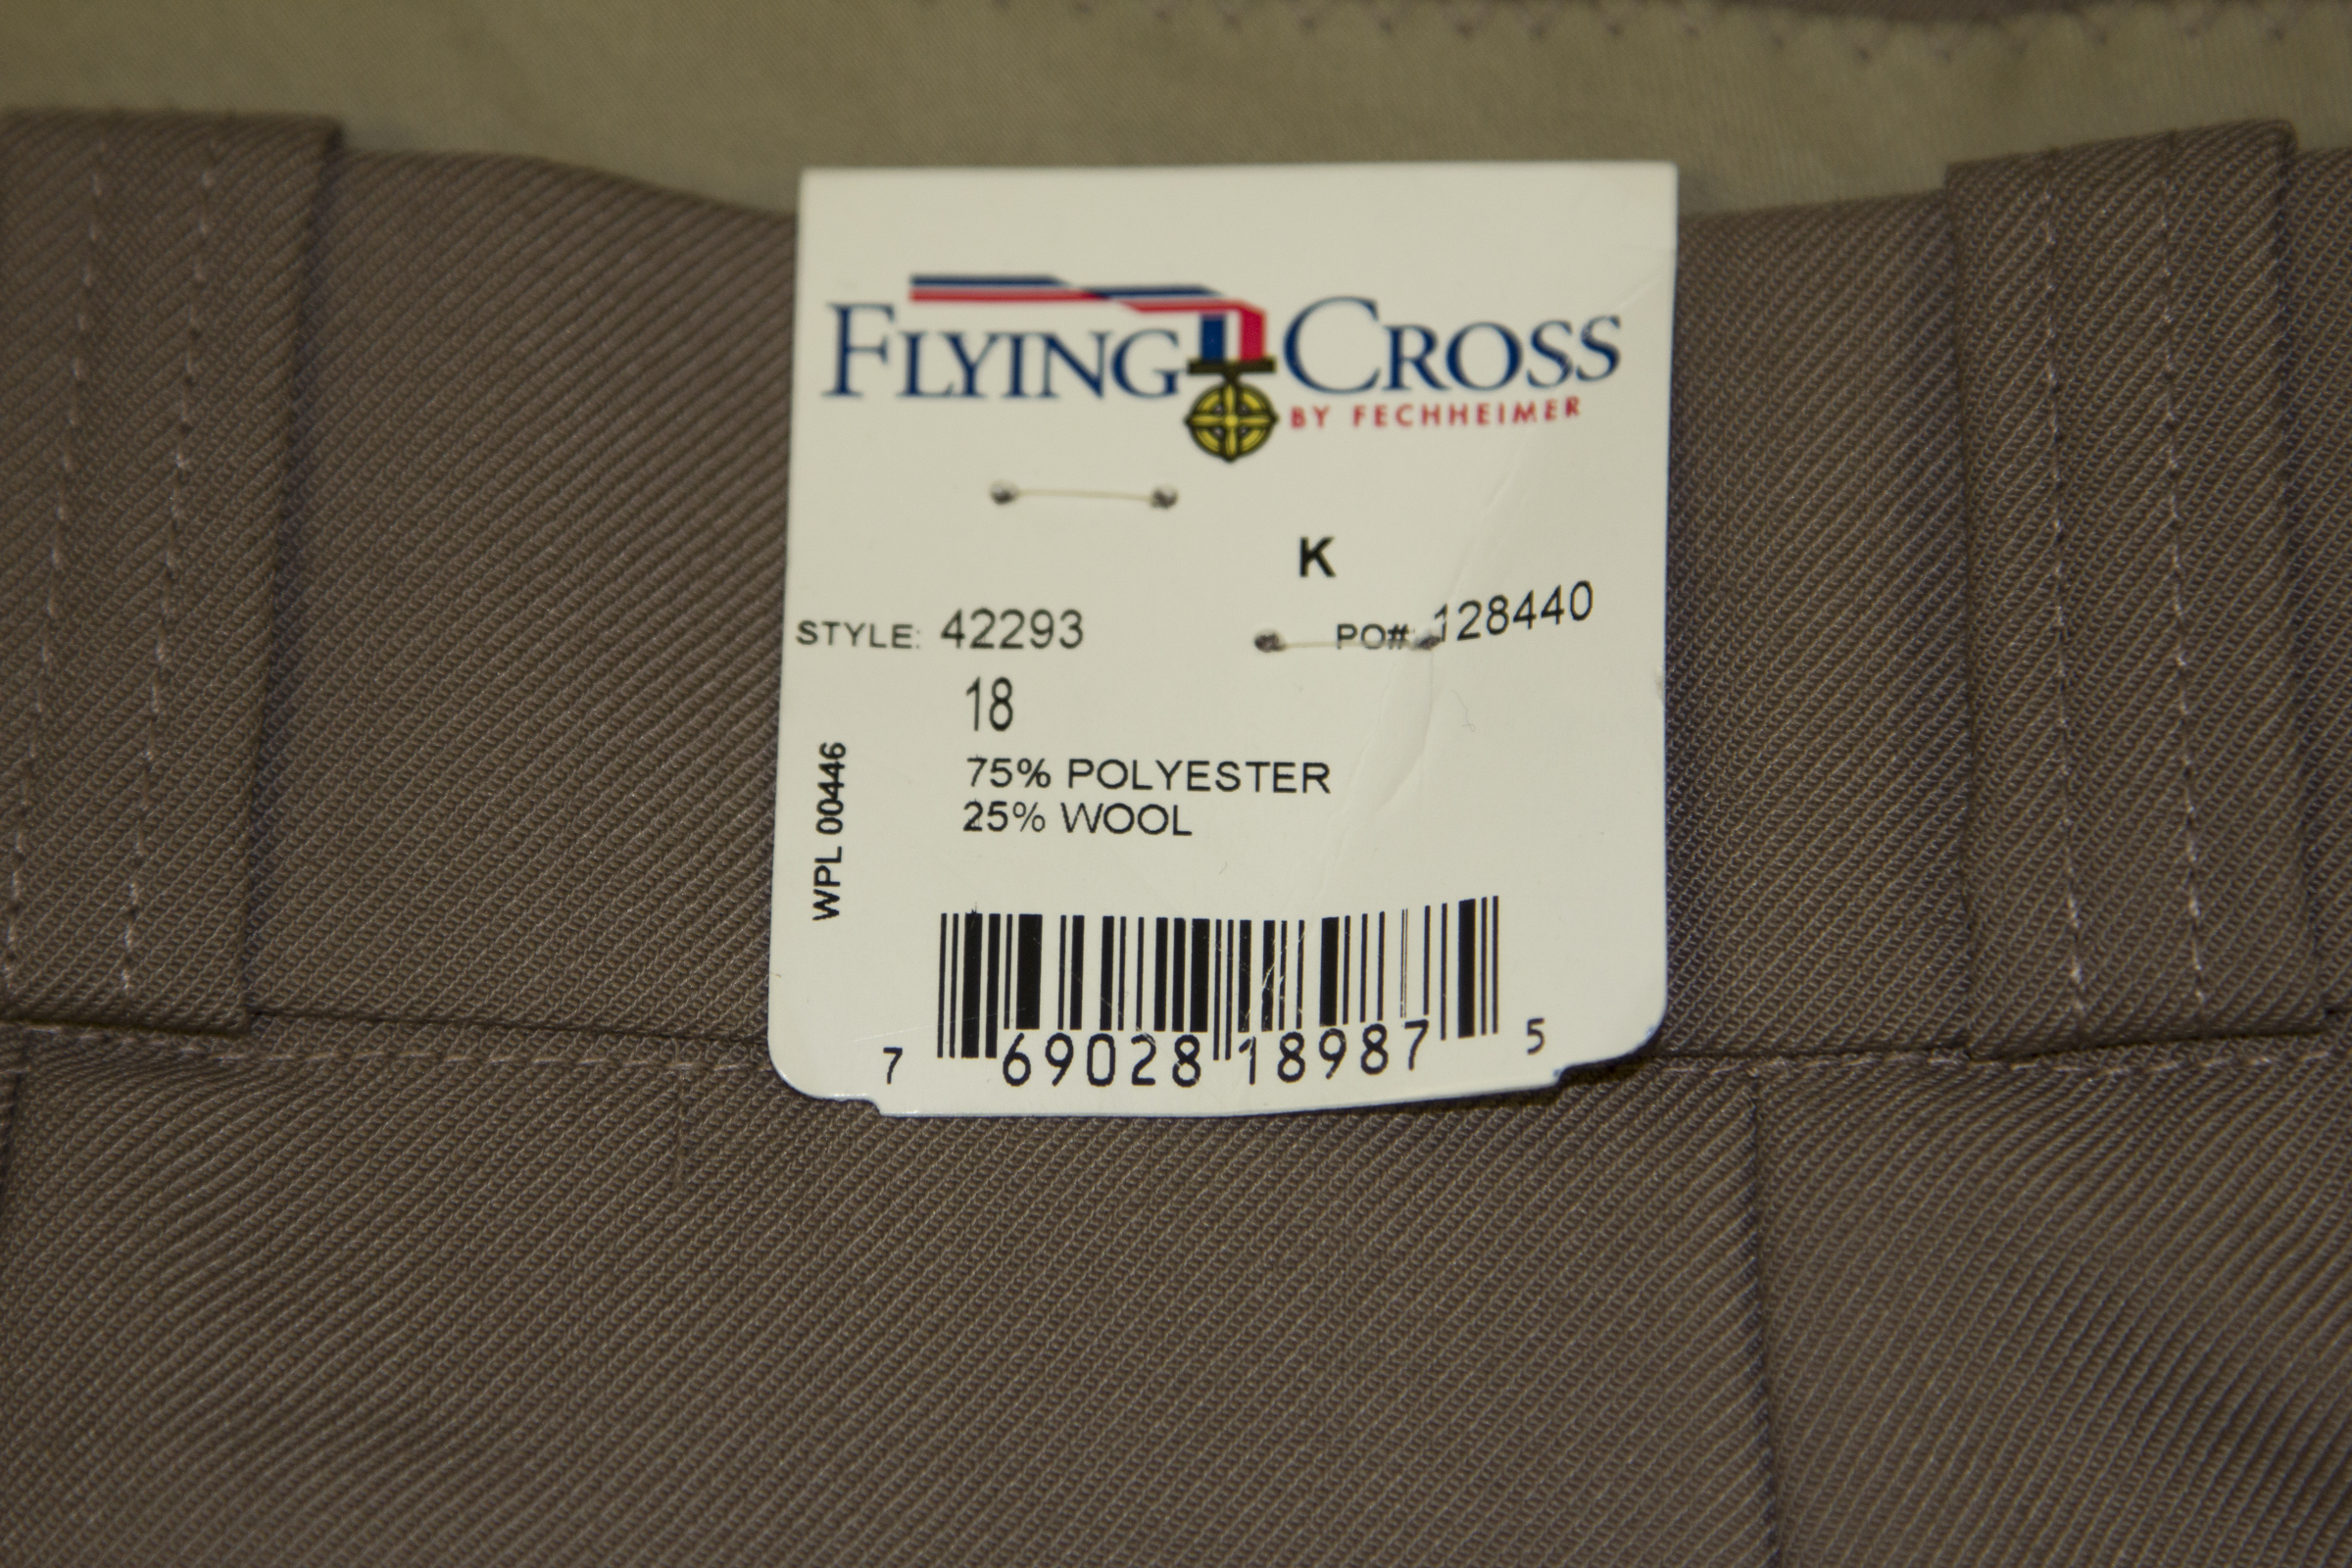 FLYING CROSS
BY FECHHEIMER
K
STYLE: 42293 PO#: 128440
18
75% POLYESTER
25% WOOL
WPL 00446
7 69028 18987 5